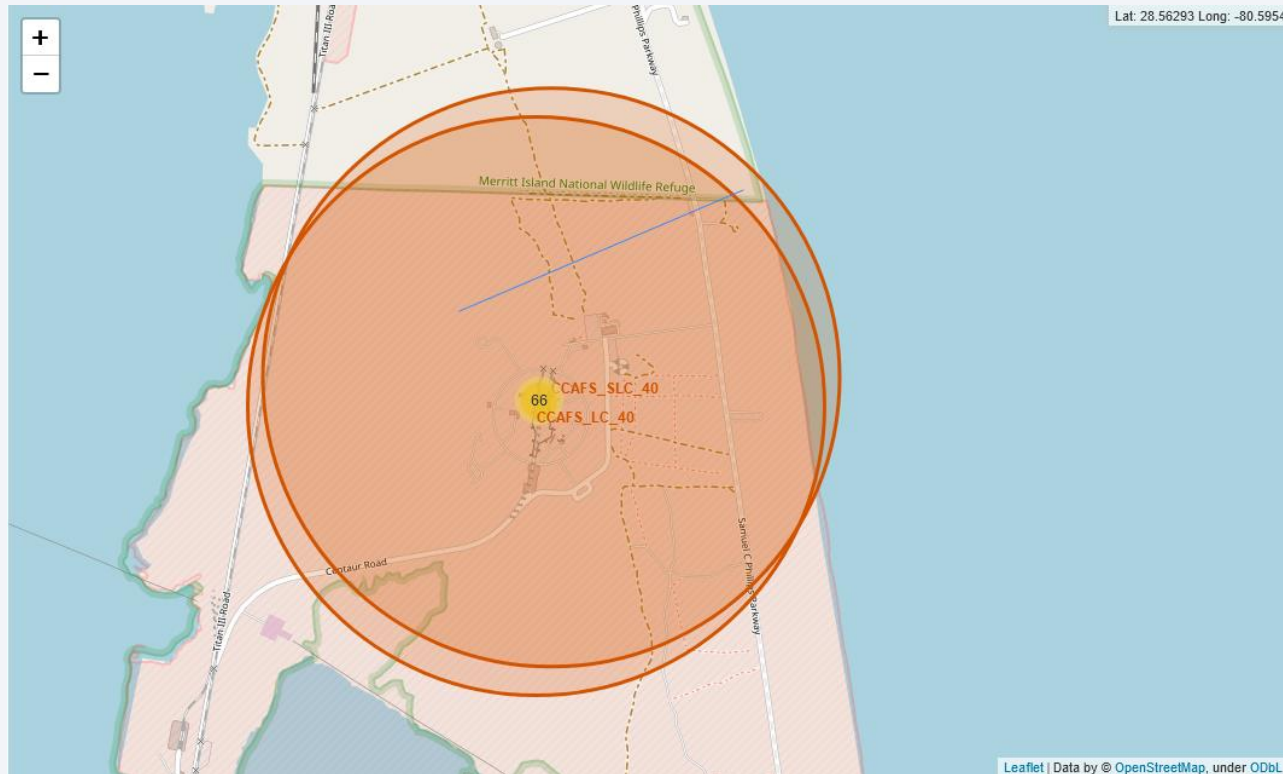 +
−
Lat: 28.56293 Long: -80.5954
Titan III Road
Phillips Parkway
Merritt Island National Wildlife Refuge
CCAFS_SLC_40
66
CCAFS_LC_40
Samuel C Phillips Parkway
Centaur Road
Titan III Road
Leaflet | Data by © OpenStreetMap, under ODbL